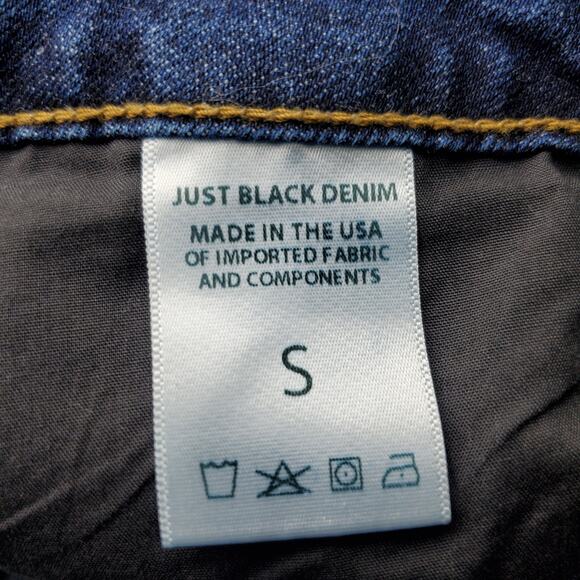 JUST BLACK DENIM
MADE IN THE USA
OF IMPORTED FABRIC
AND COMPONENTS
S